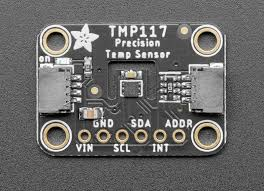 TMP117
Precision
Temp Sensor
on
GND SDA ADDR
VIN SCL INT